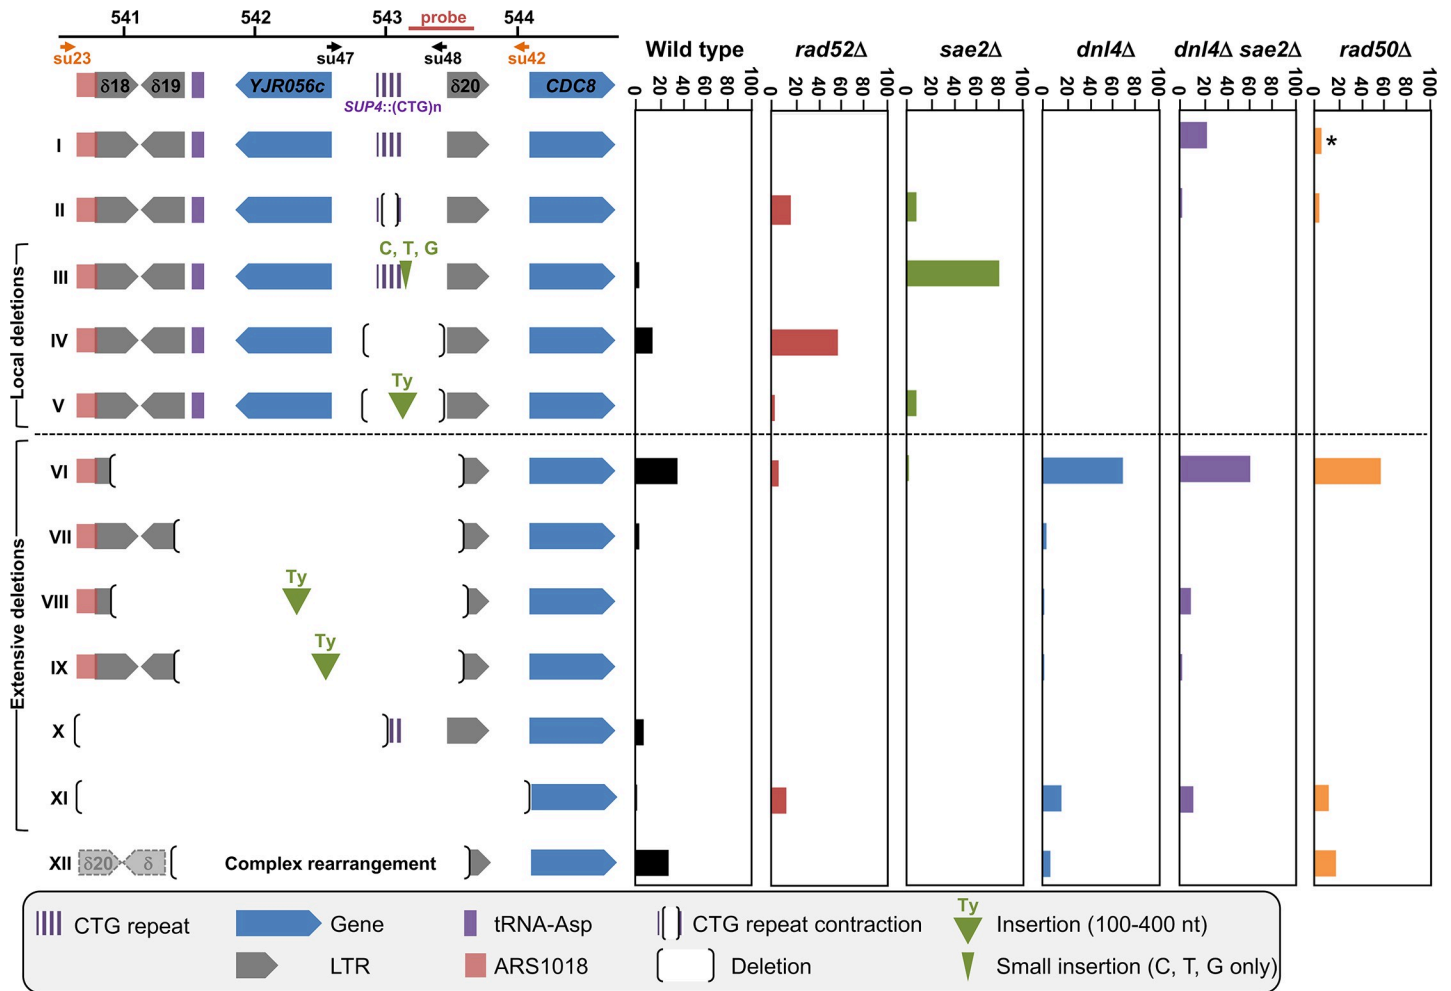 541 542 543 544
probe
su23 su47 su48 su42
Wild type rad52Δ sae2Δ dnl4Δ dnl4Δ sae2Δ rad50Δ
0 20 40 60 80 100 0 20 40 60 80 100 0 20 40 60 80 100 0 20 40 60 80 100 0 20 40 60 80 100 0 20 40 60 80 100
δ18 δ19 YJR056c δ20 CDC8
SUP4::(CTG)n
I *
II
C, T, G
III
Local deletions
IV
Ty
V
VI
VII
Ty
VIII
Extensive deletions
Ty
IX
X
XI
XII δ20 δ Complex rearrangement
CTG repeat Gene tRNA-Asp CTG repeat contraction Ty Insertion (100-400 nt)
LTR ARS1018 Deletion Small insertion (C, T, G only)